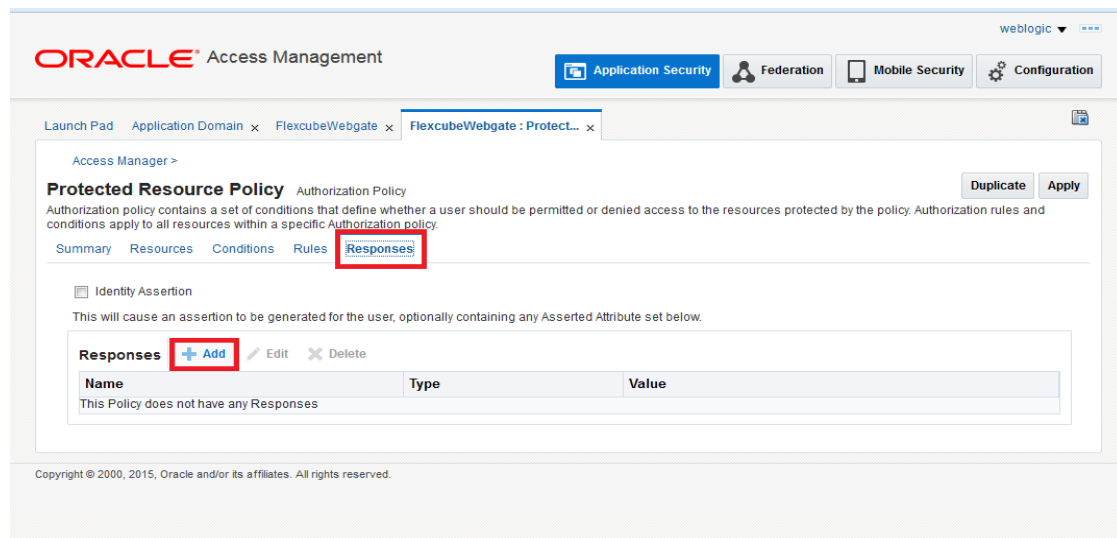 weblogic
ORACLE® Access Management
Application Security Federation Mobile Security Configuration
Launch Pad Application Domain x FlexcubeWebgate x FlexcubeWebgate : Protect... x
Access Manager >
Protected Resource Policy Authorization Policy
Duplicate Apply
Authorization policy contains a set of conditions that define whether a user should be permitted or denied access to the resources protected by the policy. Authorization rules and
conditions apply to all resources within a specific Authorization policy.
Summary Resources Conditions Rules Responses
Identity Assertion
This will cause an assertion to be generated for the user, optionally containing any Asserted Attribute set below.
Responses Add Edit Delete
Name Type Value
This Policy does not have any Responses
Copyright © 2000, 2015, Oracle and/or its affiliates. All rights reserved.